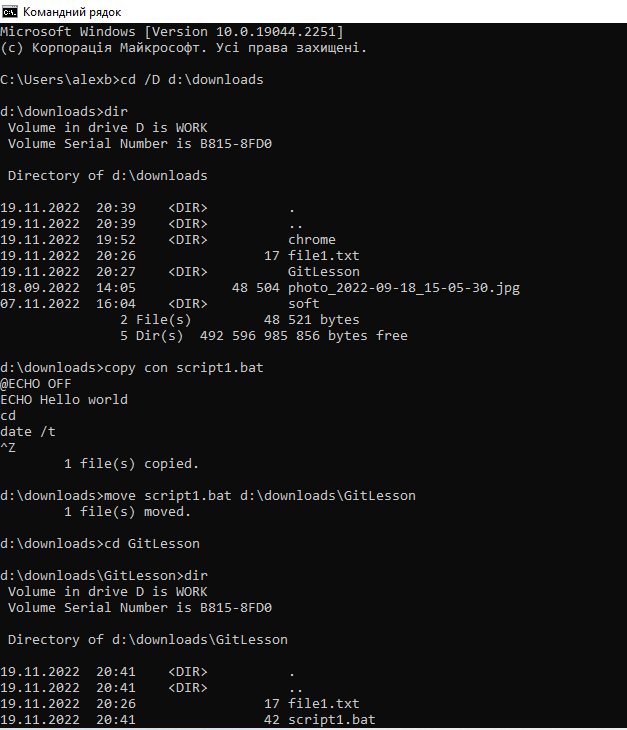 Командний рядок
Microsoft Windows [Version 10.0.19044.2251]
(c) Корпорація Майкрософт. Усі права захищені.
C:\Users\alexb>cd /D d:\downloads
d:\downloads>dir
Volume in drive D is WORK
Volume Serial Number is B815-8FD0
Directory of d:\downloads
19.11.2022  20:39    <DIR>          .
19.11.2022  20:39    <DIR>          ..
19.11.2022  19:52    <DIR>          chrome
19.11.2022  20:26                17 file1.txt
19.11.2022  20:27    <DIR>          GitLesson
18.09.2022  14:05            48 504 photo_2022-09-18_15-05-30.jpg
07.11.2022  16:04    <DIR>          soft
2 File(s)         48 521 bytes
5 Dir(s)  492 596 985 856 bytes free
d:\downloads>copy con script1.bat
@ECHO OFF
ECHO Hello world
cd
date /t
^Z
1 file(s) copied.
d:\downloads>move script1.bat d:\downloads\GitLesson
1 file(s) moved.
d:\downloads>cd GitLesson
d:\downloads\GitLesson>dir
Volume in drive D is WORK
Volume Serial Number is B815-8FD0
Directory of d:\downloads\GitLesson
19.11.2022  20:41    <DIR>          .
19.11.2022  20:41    <DIR>          ..
19.11.2022  20:26                17 file1.txt
19.11.2022  20:41                42 script1.bat